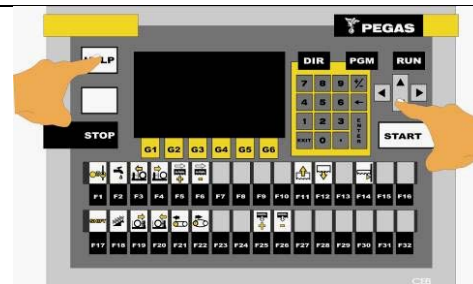 PEGAS
DIR PGM RUN
7 8 9 +/-
4 5 6 ←
1 2 3 ENTER
EXIT 0 .
STOP
START
G1 G2 G3 G4 G5 G6
F1 F2 F3 F4 F5 F6 F7 F8 F9 F10 F11 F12 F13 F14 F15 F16
F17 F18 F19 F20 F21 F22 F23 F24 F25 F26 F27 F28 F29 F30 F31 F32